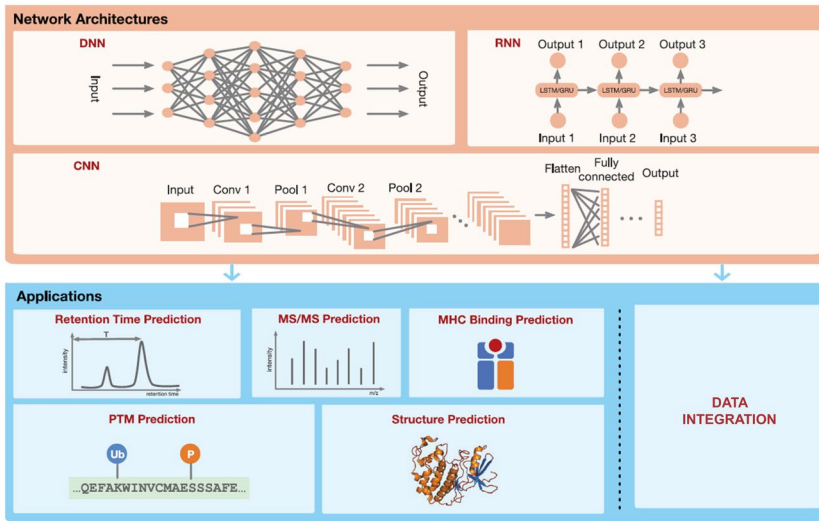 Network Architectures
DNN
Input
Output
RNN
Output 1 Output 2 Output 3
LSTM/GRU LSTM/GRU LSTM/GRU
Input 1 Input 2 Input 3
CNN
Input Conv 1 Pool 1 Conv 2 Pool 2
Flatten
Fully
connected
Output
Applications
Retention Time Prediction
T
intensity
retention time
MS/MS Prediction
intensity
m/z
MHC Binding Prediction
PTM Prediction
Ub P
...QEFAKWINVCMAESSSAFE...
Structure Prediction
DATA
INTEGRATION